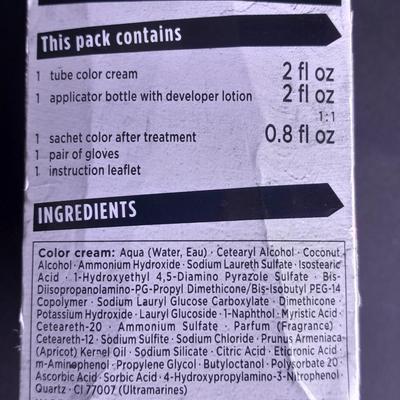 This pack contains
1 tube color cream 2 fl oz
1 applicator bottle with developer lotion 2 fl oz
1:1
1 sachet color after treatment 0.8 fl oz
1 pair of gloves
1 instruction leaflet
INGREDIENTS
Color cream: Aqua (Water, Eau) · Cetearyl Alcohol · Coconut
Alcohol · Ammonium Hydroxide · Sodium Laureth Sulfate · Isostearic
Acid · 1-Hydroxyethyl 4,5-Diamino Pyrazole Sulfate · Bis-
Diisopropanolamino-PG-Propyl Dimethicone/Bis-Isobutyl PEG-14
Copolymer · Sodium Lauryl Glucose Carboxylate · Dimethicone ·
Potassium Hydroxide · Lauryl Glucoside · 1-Naphthol · Myristic Acid ·
Ceteareth-20 · Ammonium Sulfate · Parfum (Fragrance) ·
Ceteareth-12 · Sodium Sulfite · Sodium Chloride · Prunus Armeniaca
(Apricot) Kernel Oil · Sodium Silicate · Citric Acid · Etidronic Acid ·
m-Aminophenol · Propylene Glycol · Butyloctanol · Polysorbate 20 ·
Ascorbic Acid · Sorbic Acid · 4-Hydroxypropylamino-3-Nitrophenol ·
Quartz · CI 77007 (Ultramarines)